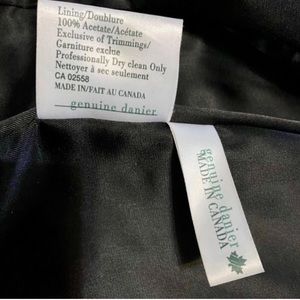 Lining/Doublure
100% Acetate/Acétate
Exclusive of Trimmings/
Garniture exclue
Professionally Dry clean Only
Nettoyer à sec seulement
CA 02558
MADE IN/FAIT AU CANADA
genuine danier
genuine danier
MADE IN CANADA